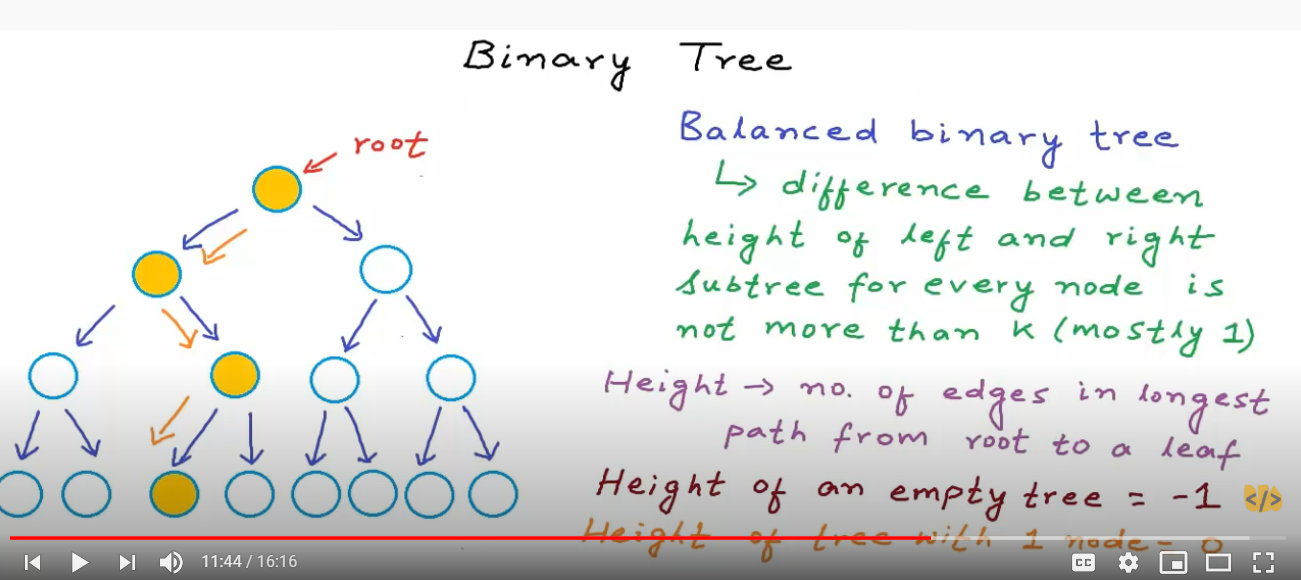 Binary Tree
root
Balanced binary tree
↳ difference between
height of left and right
subtree for every node is
not more than k (mostly 1)
Height → no. of edges in longest
path from root to a leaf
Height of an empty tree = -1 </>
Height of tree with 1 node = 0
11:44 / 16:16
CC